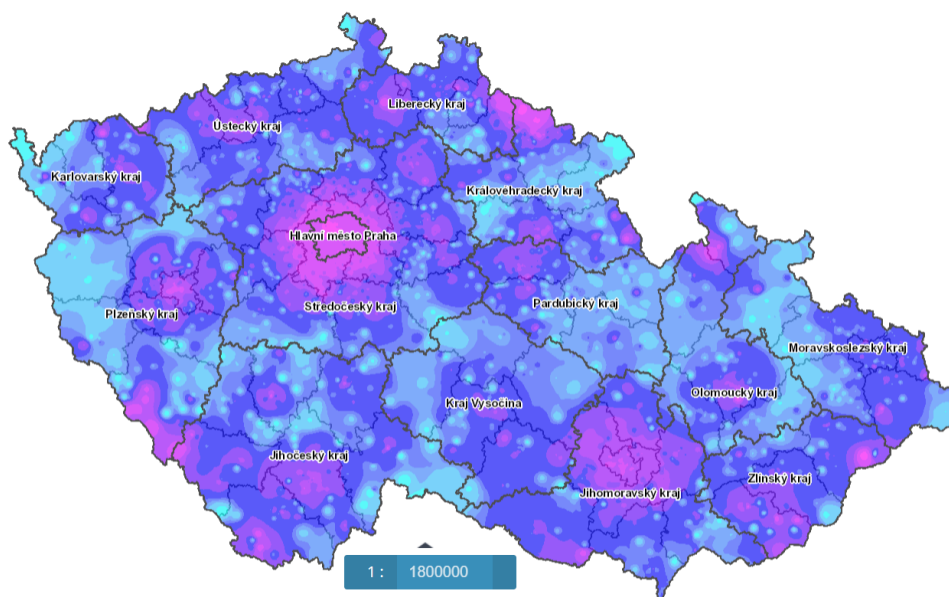 Liberecký kraj
Ústecký kraj
Karlovarský kraj
Královéhradecký kraj
Hlavní město Praha
Plzeňský kraj
Středočeský kraj
Pardubický kraj
Moravskoslezský kraj
Olomoucký kraj
Kraj Vysočina
Jihočeský kraj
Zlínský kraj
Jihomoravský kraj
1 : 1800000